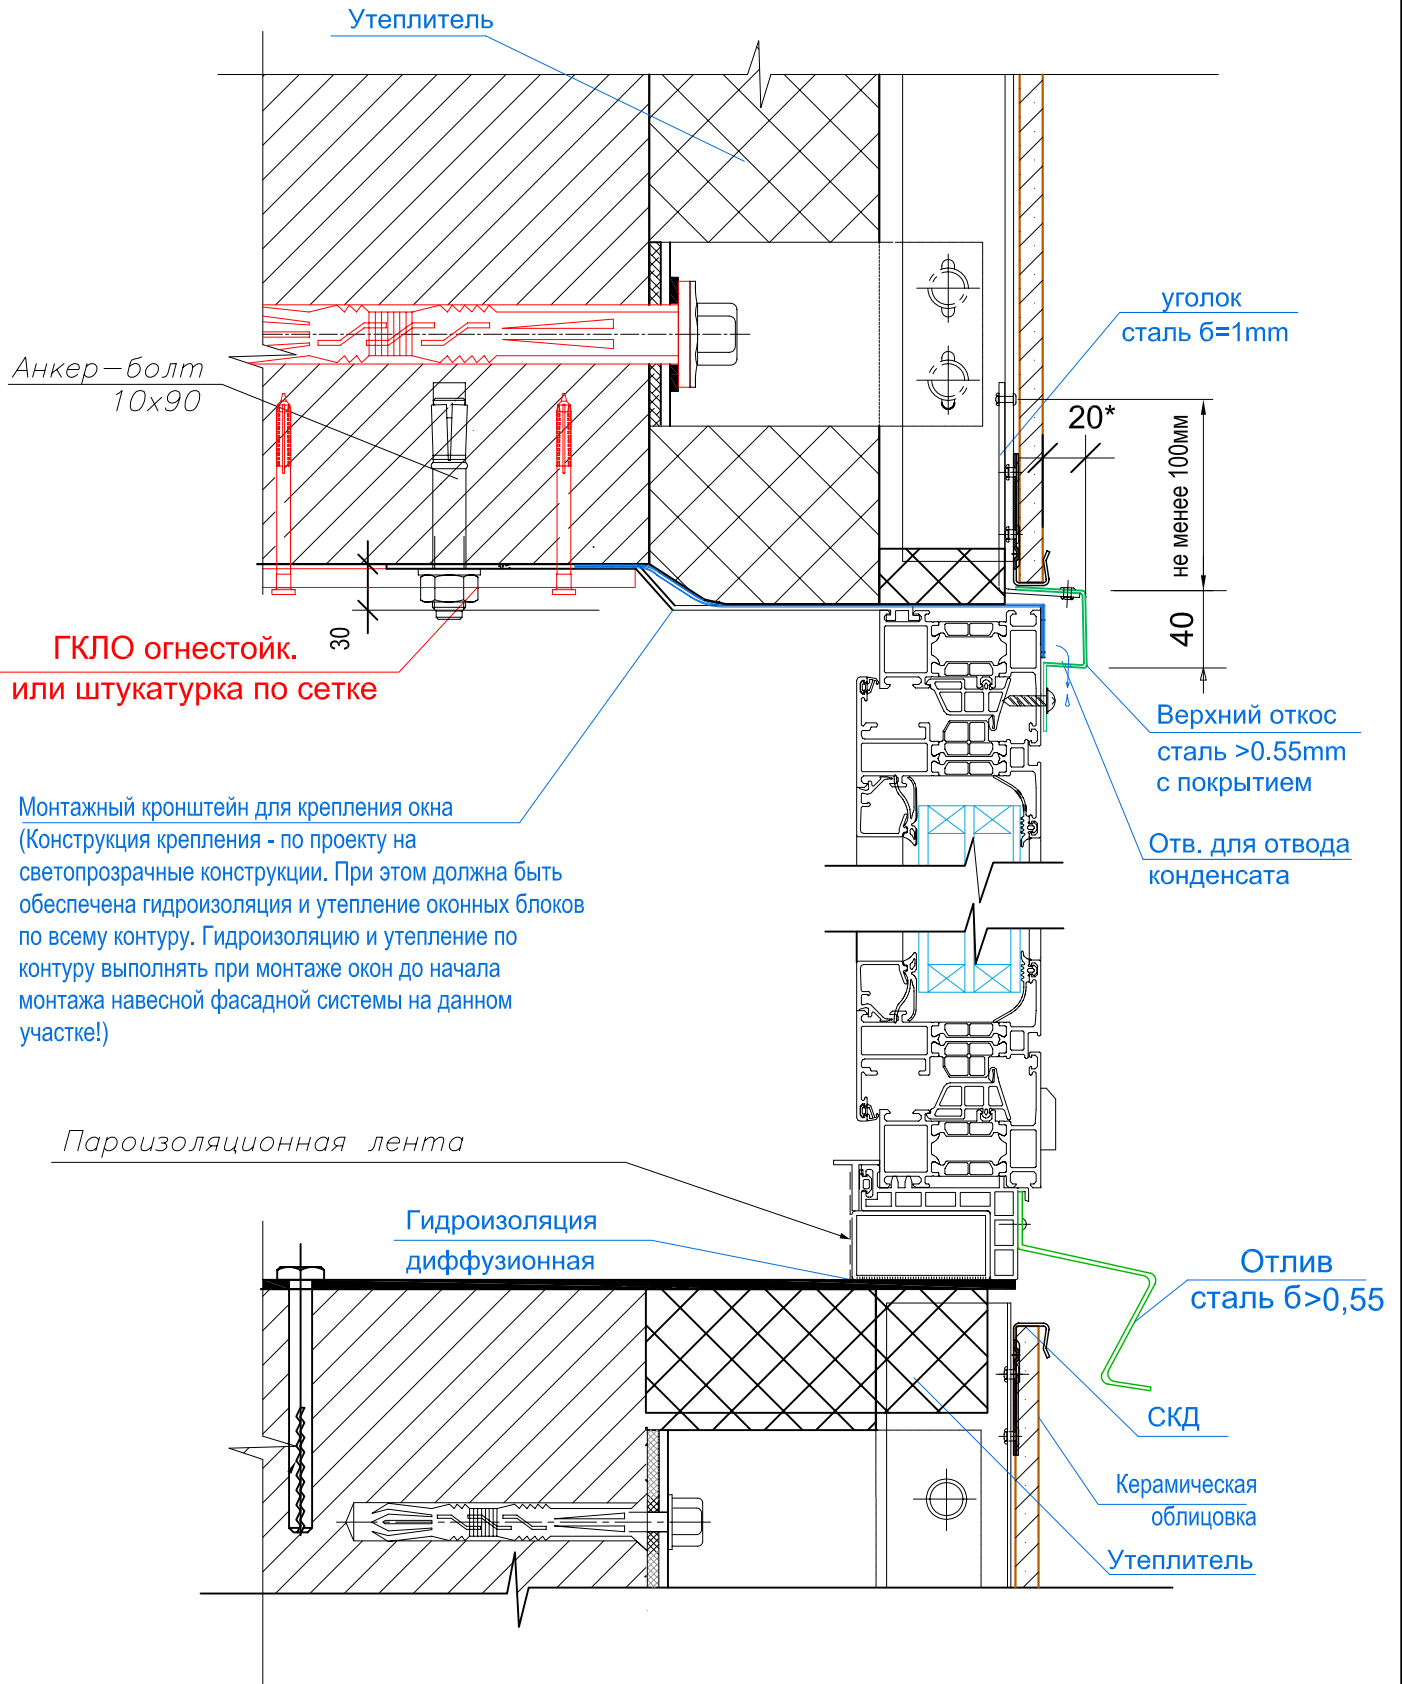 Утеплитель
уголок
сталь б=1mm
Анкер-болт
10x90
20*
не менее 100мм
40
30
ГКЛО огнестойк.
или штукатурка по сетке
Верхний откос
сталь >0.55mm
с покрытием
Отв. для отвода
конденсата
Монтажный кронштейн для крепления окна
(Конструкция крепления - по проекту на
светопрозрачные конструкции. При этом должна быть
обеспечена гидроизоляция и утепление оконных блоков
по всему контуру. Гидроизоляцию и утепление по
контуру выполнять при монтаже окон до начала
монтажа навесной фасадной системы на данном
участке!)
Пароизоляционная лента
Гидроизоляция
диффузионная
Отлив
сталь б>0,55
СКД
Керамическая
облицовка
Утеплитель